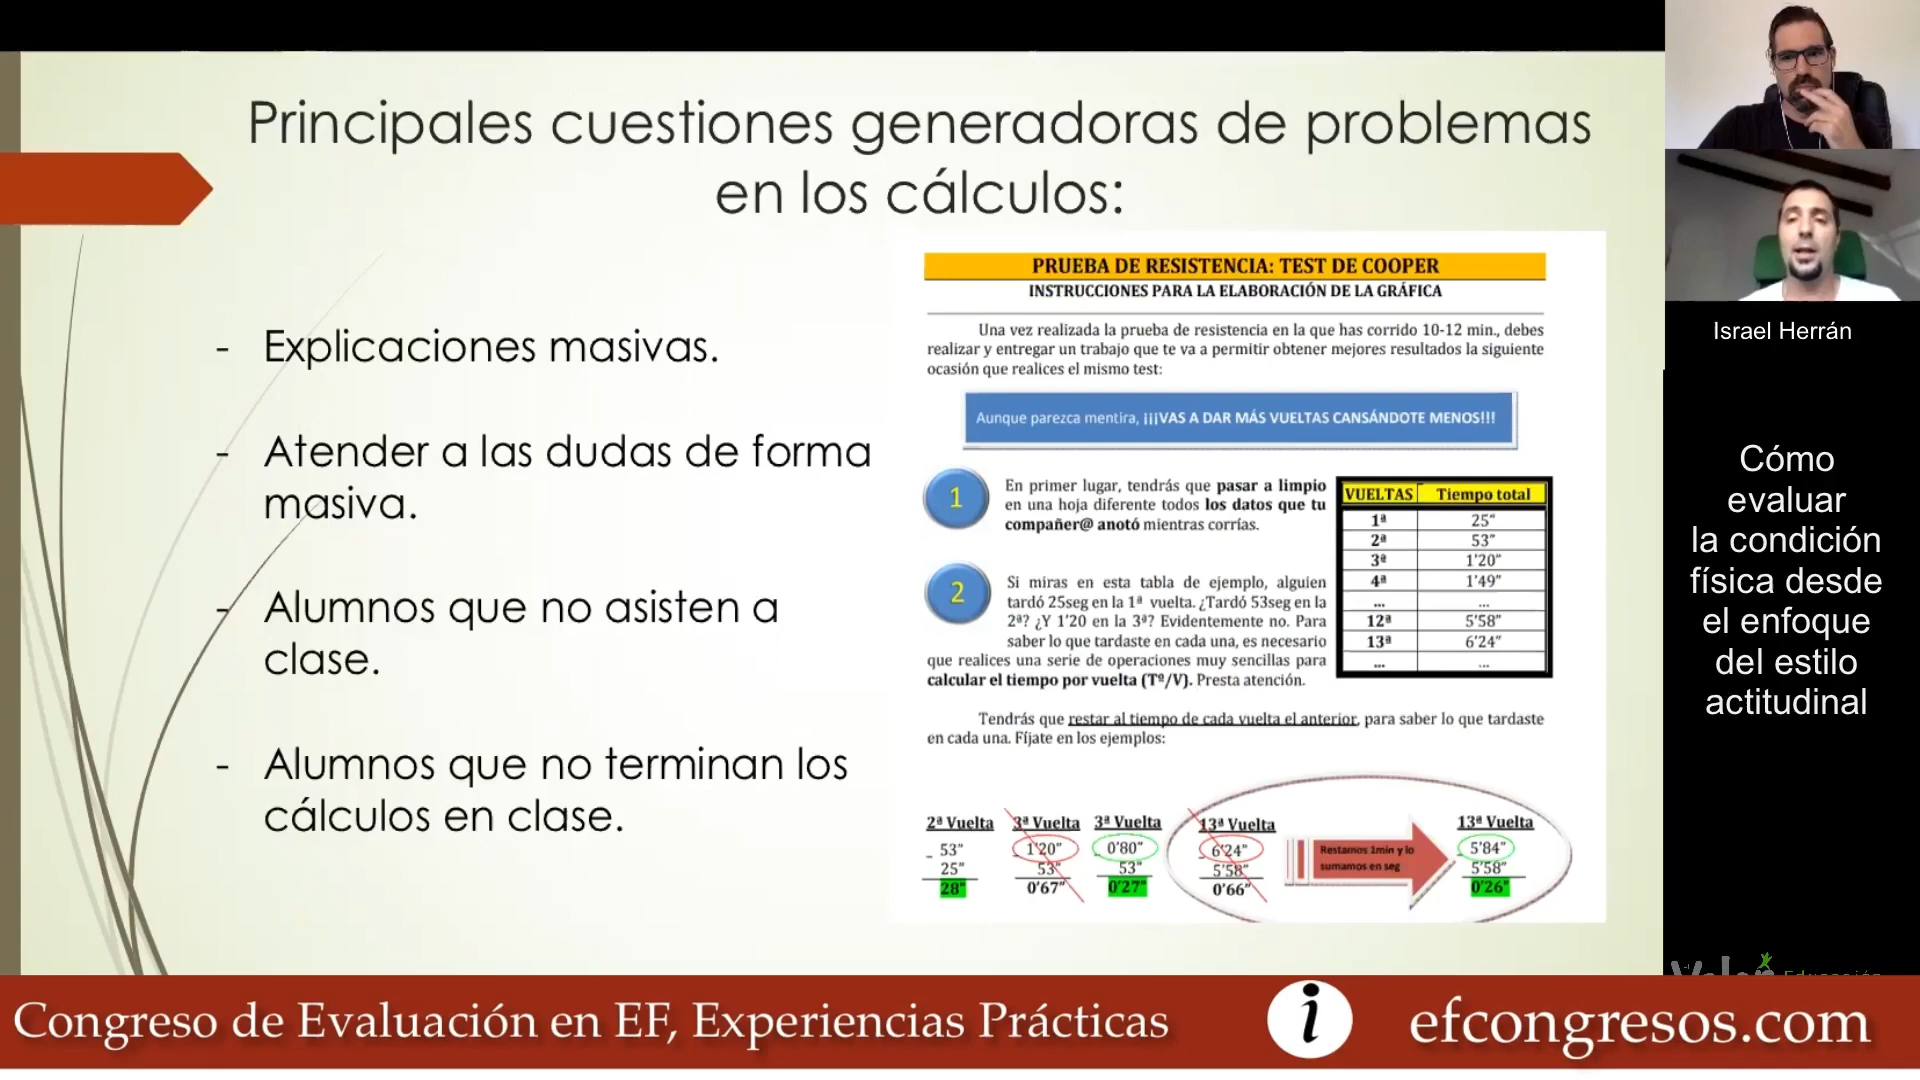 Principales cuestiones generadoras de problemas
en los cálculos:
- Explicaciones masivas.
- Atender a las dudas de forma
masiva.
- Alumnos que no asisten a
clase.
- Alumnos que no terminan los
cálculos en clase.
PRUEBA DE RESISTENCIA: TEST DE COOPER
INSTRUCCIONES PARA LA ELABORACIÓN DE LA GRÁFICA
Una vez realizada la prueba de resistencia en la que has corrido 10-12 min., debes
realizar y entregar un trabajo que te va a permitir obtener mejores resultados la siguiente
ocasión que realices el mismo test:
Aunque parezca mentira, ¡¡¡VAS A DAR MÁS VUELTAS CANSÁNDOTE MENOS!!!
1
En primer lugar, tendrás que pasar a limpio
en una hoja diferente todos los datos que tu
compañer@ anotó mientras corrías.
2
Si miras en esta tabla de ejemplo, alguien
tardó 25seg en la 1ª vuelta. ¿Tardó 53seg en la
2ª? ¿Y 1'20 en la 3ª? Evidentemente no. Para
saber lo que tardaste en cada una, es necesario
que realices una serie de operaciones muy sencillas para
calcular el tiempo por vuelta (Tº/V). Presta atención.
VUELTAS Tiempo total
1ª 25"
2ª 53"
3ª 1'20"
4ª 1'49"
... ...
12ª 5'58"
13ª 6'24"
... ...
Tendrás que restar al tiempo de cada vuelta el anterior, para saber lo que tardaste
en cada una. Fíjate en los ejemplos:
2ª Vuelta 3ª Vuelta 3ª Vuelta 13ª Vuelta 13ª Vuelta
53" 1'20" 0'80" 6'24" 5'84"
- 25" - 53" - 53" - 5'58" - 5'58"
28" 0'67" 0'27" 0'66" 0'26"
Restamos 1min y lo
sumamos en seg
Israel Herrán
Cómo
evaluar
la condición
física desde
el enfoque
del estilo
actitudinal
Congreso de Evaluación en EF, Experiencias Prácticas
i
efcongresos.com